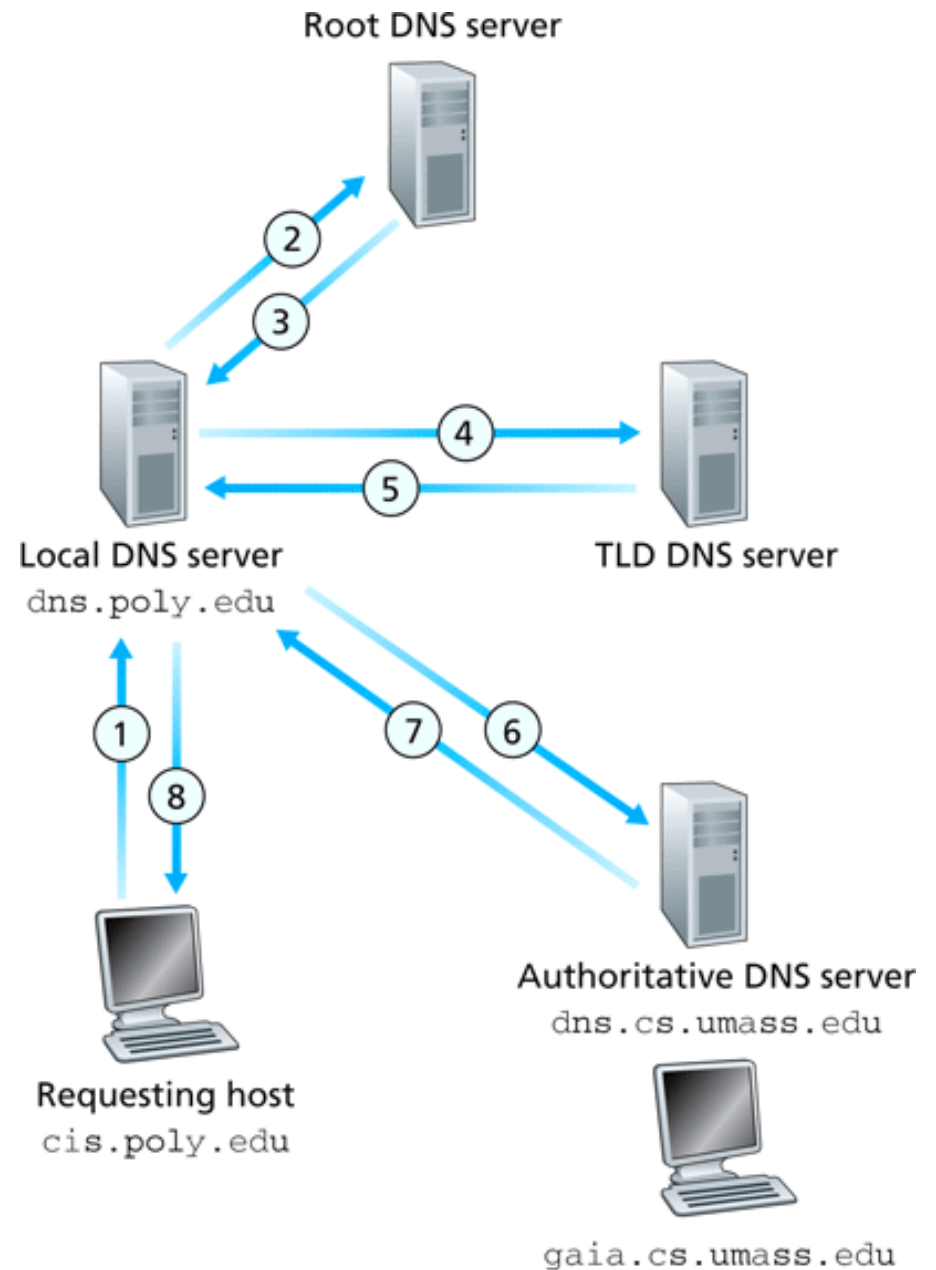 Root DNS server
2
3
4
5
Local DNS server
dns.poly.edu
TLD DNS server
1
8
7
6
Authoritative DNS server
dns.cs.umass.edu
Requesting host
cis.poly.edu
gaia.cs.umass.edu